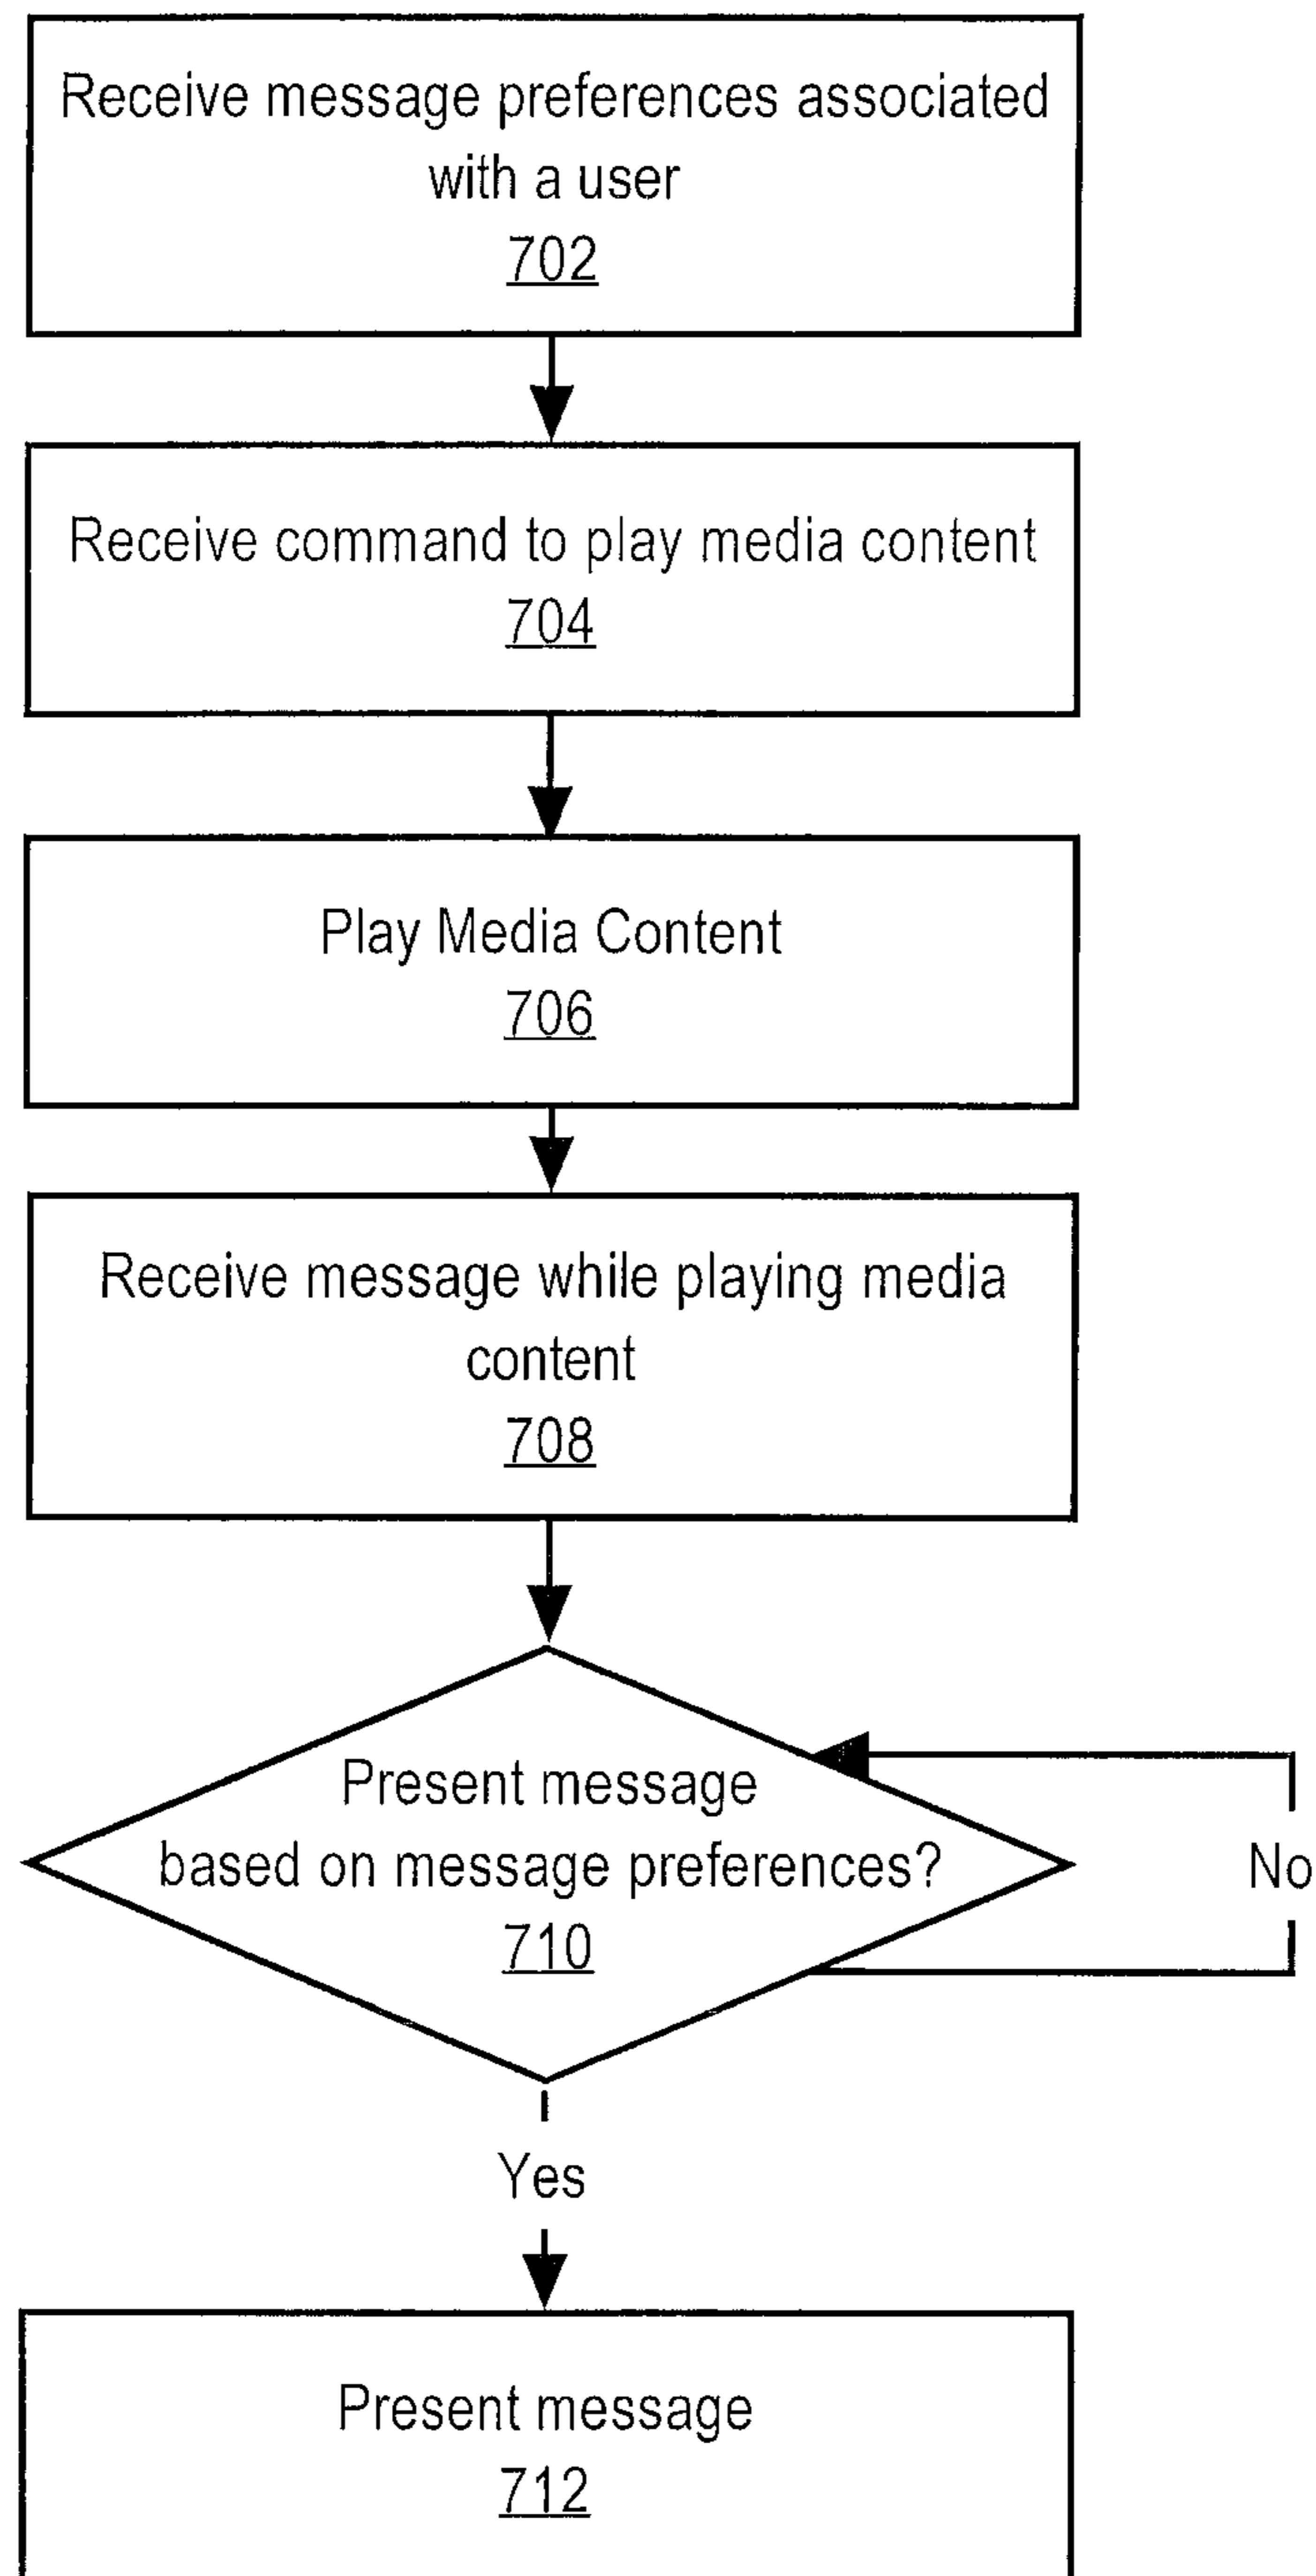 Receive message preferences associated
with a user
702
Receive command to play media content
704
Play Media Content
706
Receive message while playing media
content
708
Present message
based on message preferences?
710
No
Yes
Present message
712